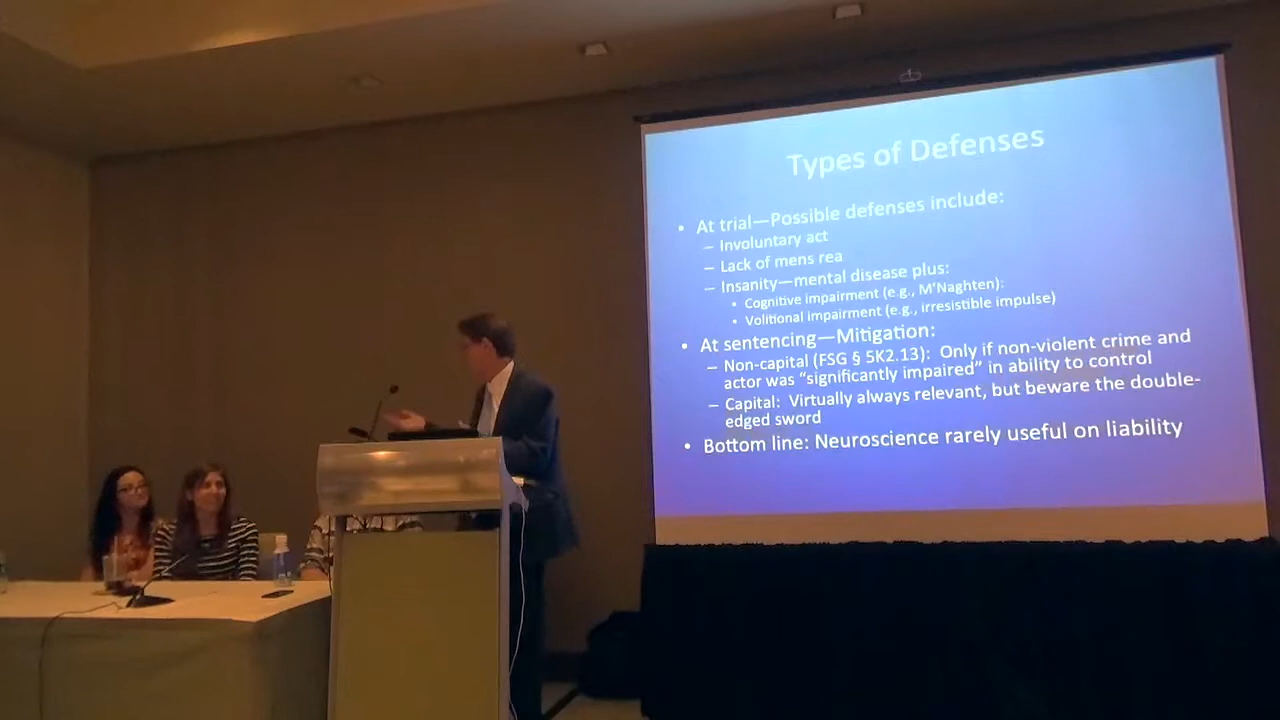 Types of Defenses
• At trial—Possible defenses include:
– Involuntary act
– Lack of mens rea
– Insanity—mental disease plus:
• Cognitive impairment (e.g., M'Naghten):
• Volitional impairment (e.g., irresistible impulse)
• At sentencing—Mitigation:
– Non-capital (FSG § 5K2.13): Only if non-violent crime and
actor was “significantly impaired” in ability to control
– Capital: Virtually always relevant, but beware the double-
edged sword
• Bottom line: Neuroscience rarely useful on liability